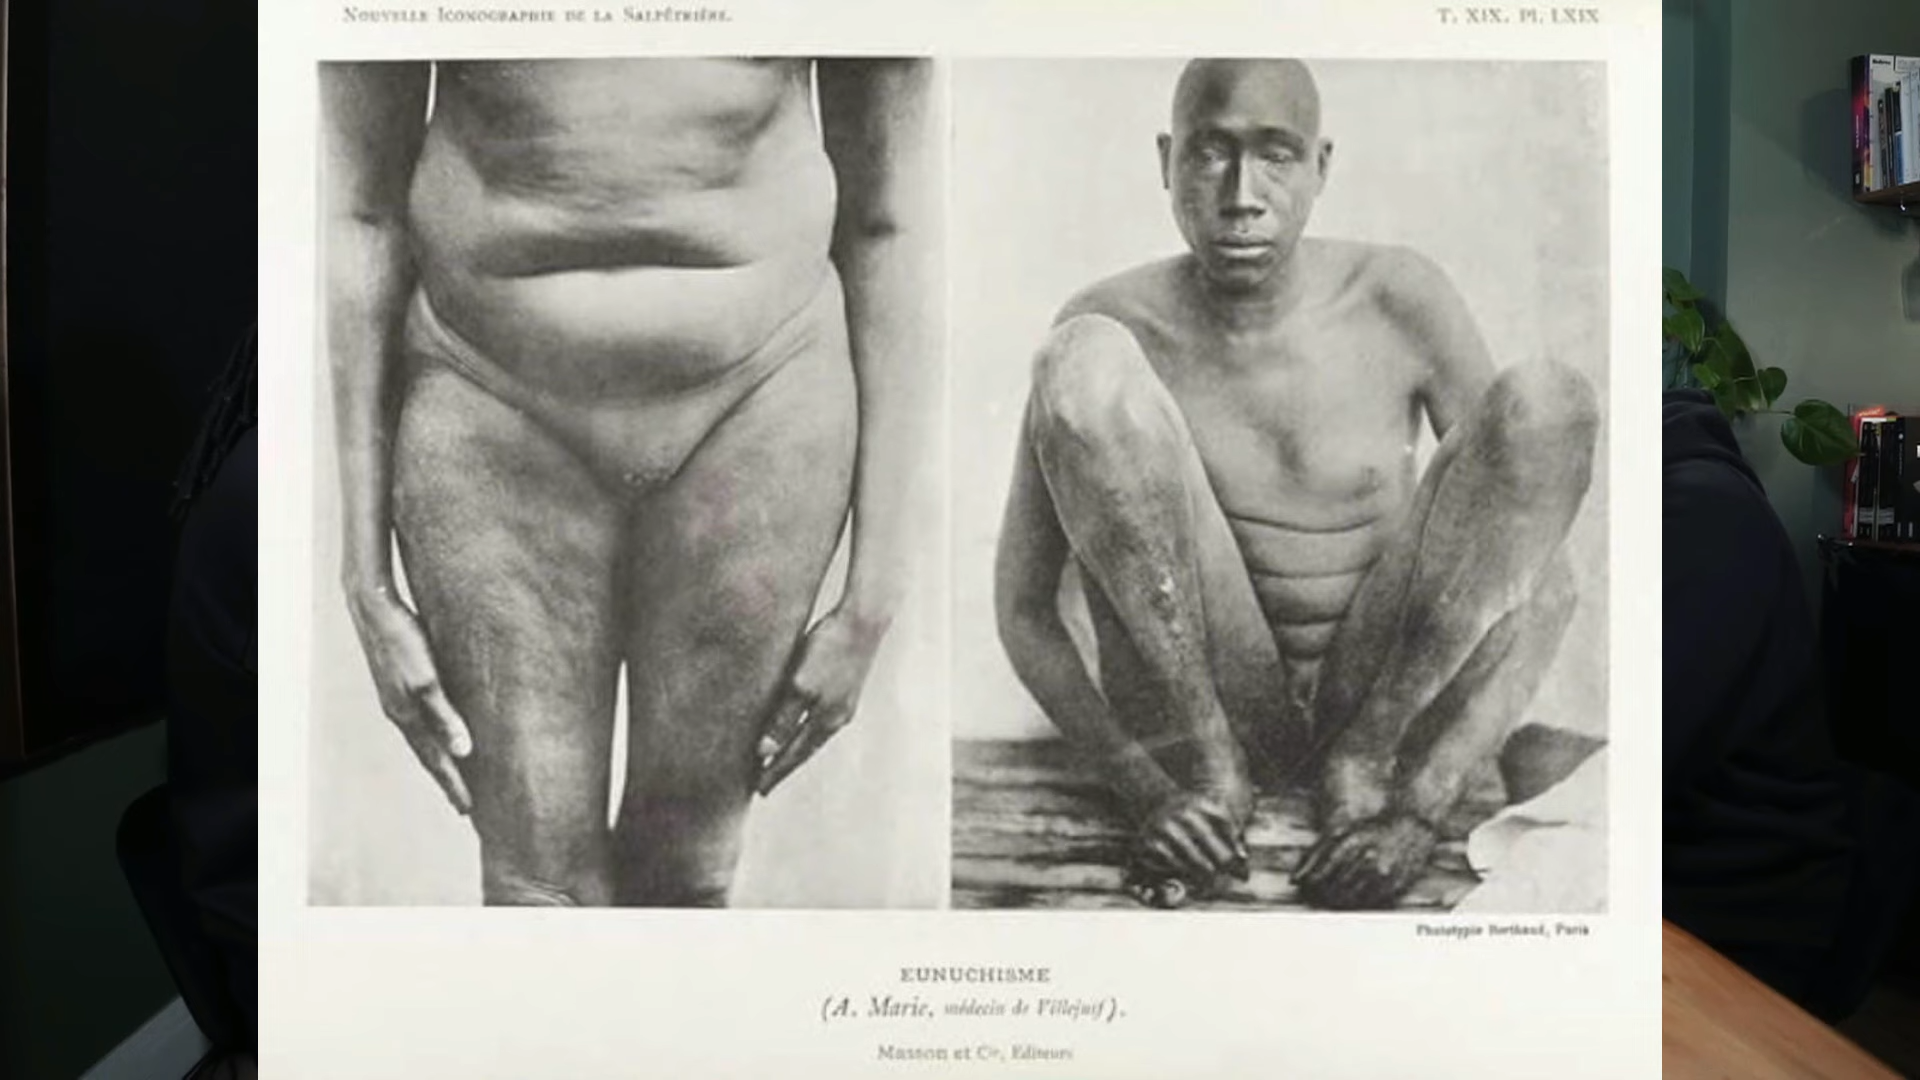 Nouvelle Iconographie de la Salpêtrière.
T. XIX. Pl. LXIX
Phototypie Berthaud, Paris
EUNUCHISME
(A. Marie, médecin de Villejuif).
Masson et Cie, Editeurs